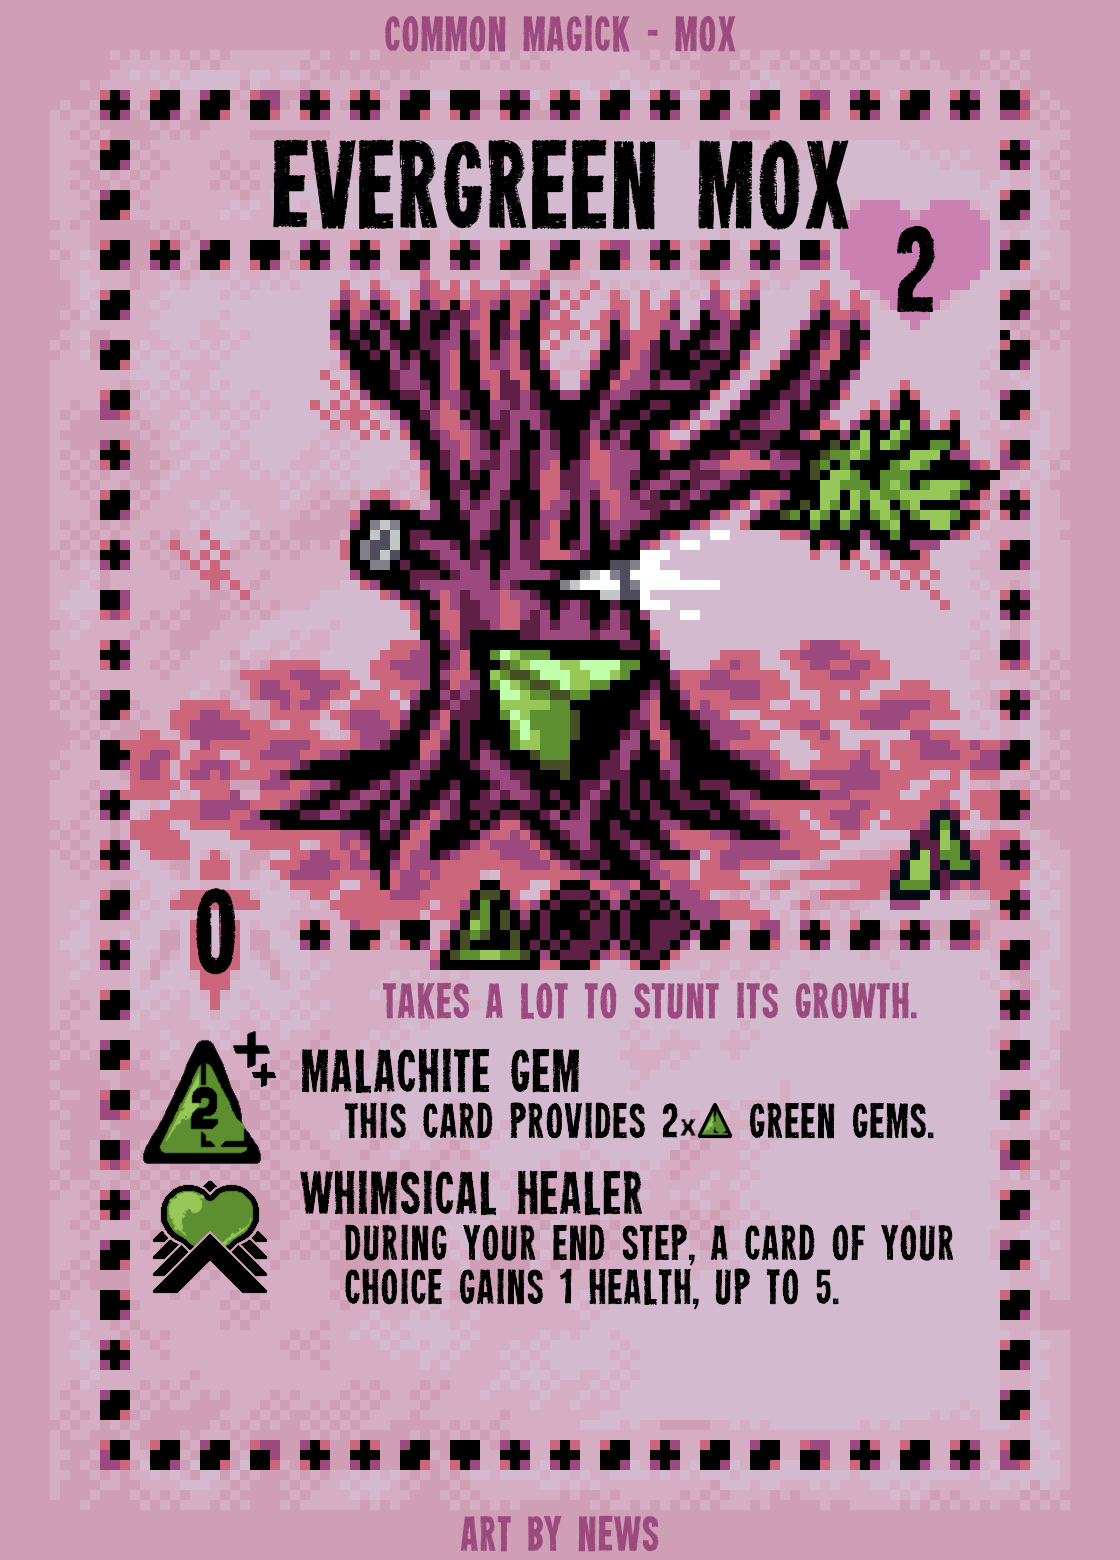 COMMON MAGICK - MOX
EVERGREEN MOX
2
0
TAKES A LOT TO STUNT ITS GROWTH.
2
MALACHITE GEM
THIS CARD PROVIDES 2x GREEN GEMS.
WHIMSICAL HEALER
DURING YOUR END STEP, A CARD OF YOUR
CHOICE GAINS 1 HEALTH, UP TO 5.
ART BY NEWS